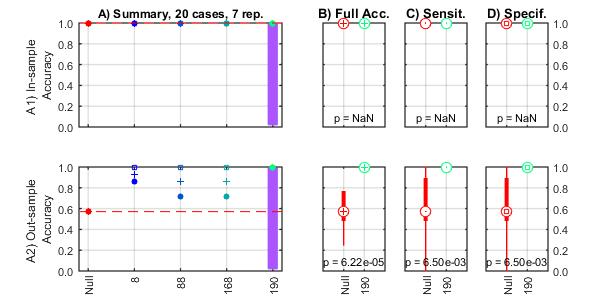 A) Summary, 20 cases, 7 rep.
B) Full Acc.
C) Sensit.
D) Specif.
A1) In-sample
Accuracy
1.0
0.8
0.6
0.4
0.2
0.0
p = NaN
p = NaN
p = NaN
1.0
0.8
0.6
0.4
0.2
0.0
A2) Out-sample
Accuracy
1.0
0.8
0.6
0.4
0.2
0.0
p = 6.22e-05
p = 6.50e-03
p = 6.50e-03
1.0
0.8
0.6
0.4
0.2
0.0
Null
8
88
168
190
Null
190
Null
190
Null
190